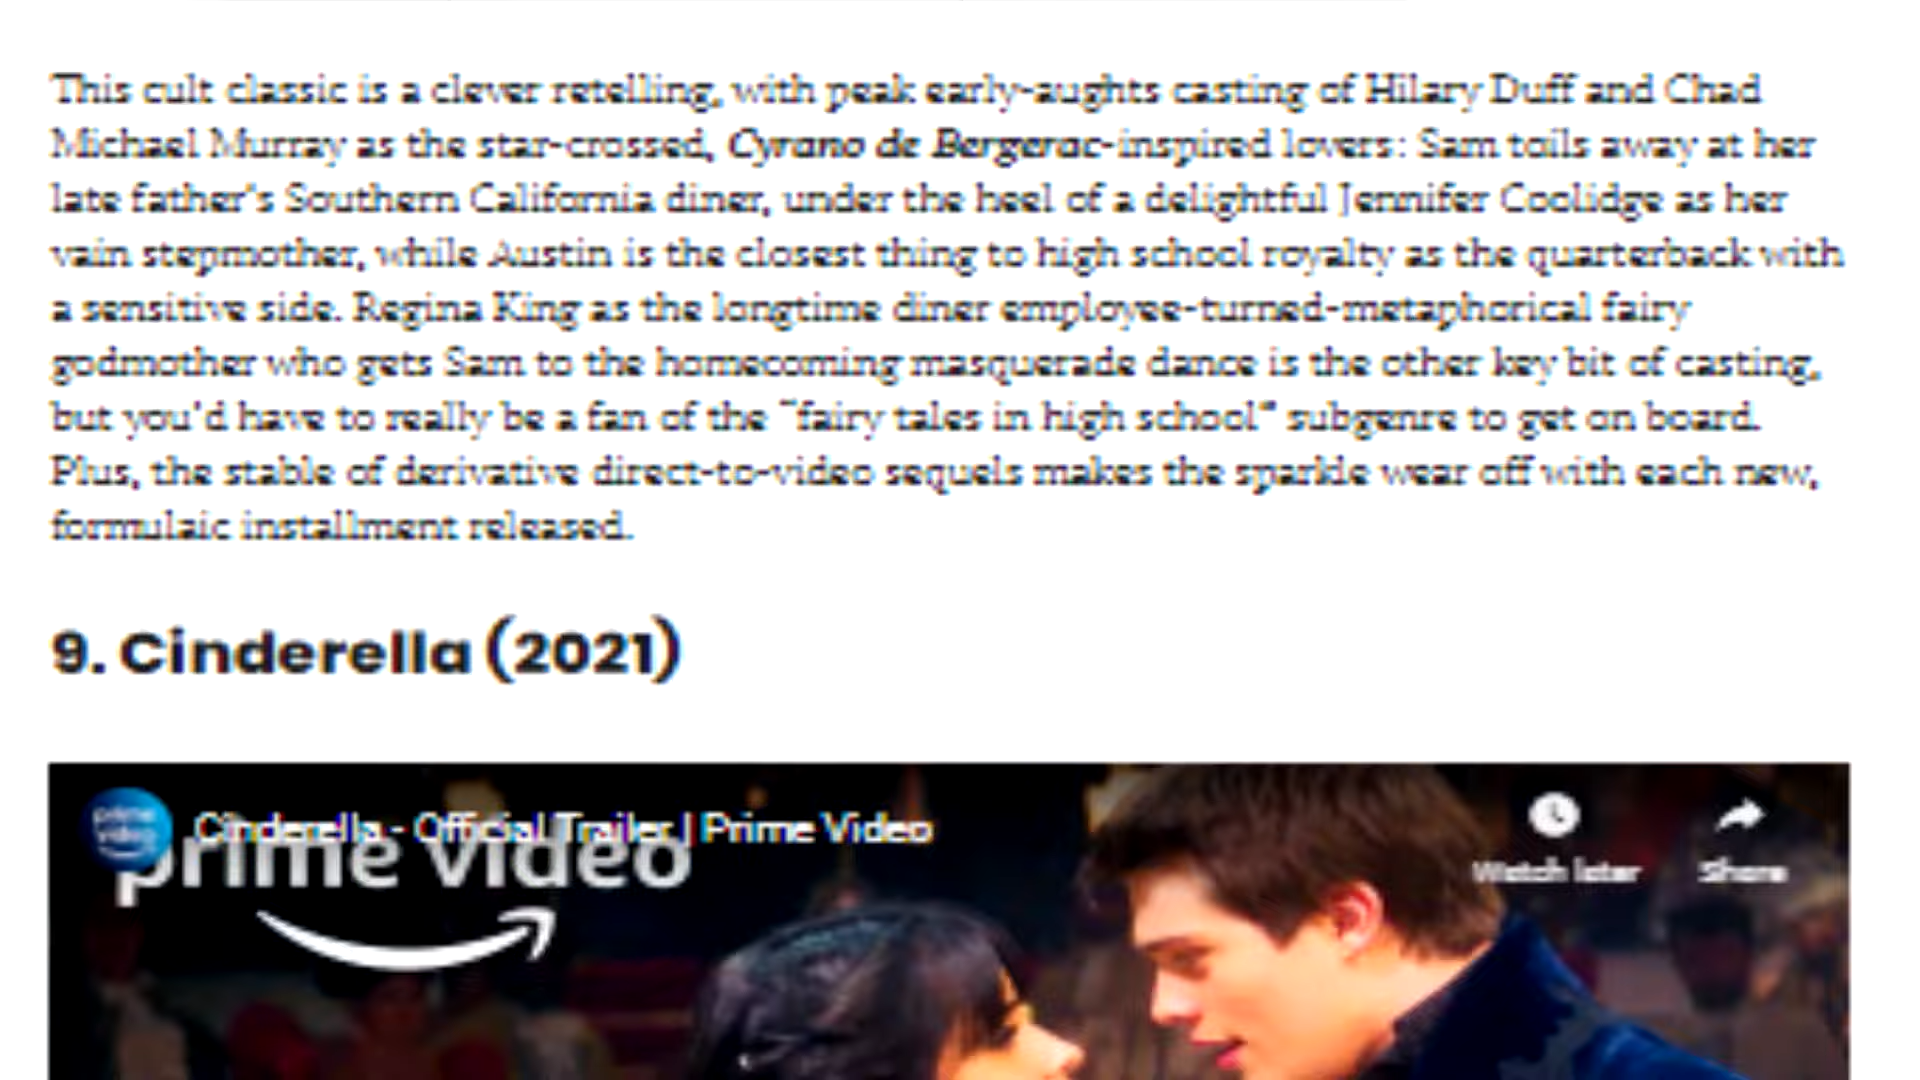 This cult classic is a clever retelling, with peak early-aughts casting of Hilary Duff and Chad
Michael Murray as the star-crossed, Cyrano de Bergerac-inspired lovers: Sam toils away at her
late father's Southern California diner, under the heel of a delightful Jennifer Coolidge as her
vain stepmother, while Austin is the closest thing to high school royalty as the quarterback with
a sensitive side. Regina King as the longtime diner employee-turned-metaphorical fairy
godmother who gets Sam to the homecoming masquerade dance is the other key bit of casting,
but you'd have to really be a fan of the "fairy tales in high school" subgenre to get on board.
Plus, the stable of derivative direct-to-video sequels makes the sparkle wear off with each new,
formulaic installment released.
9. Cinderella (2021)
prime video
Cinderella - Official Trailer | Prime Video
prime video
Watch later
Share